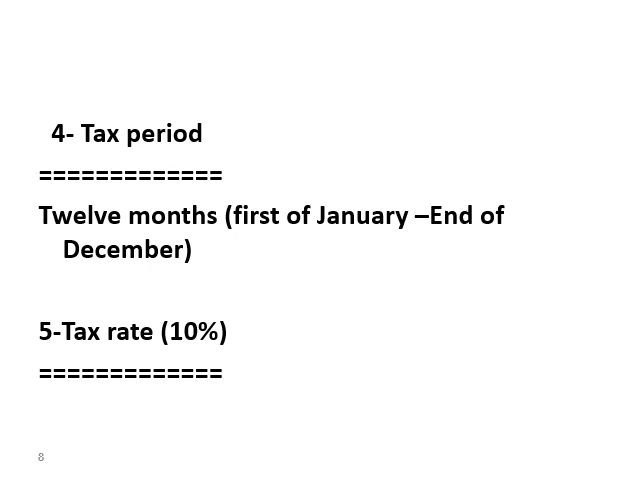 4- Tax period
=============
Twelve months (first of January –End of
December)
5-Tax rate (10%)
=============
8